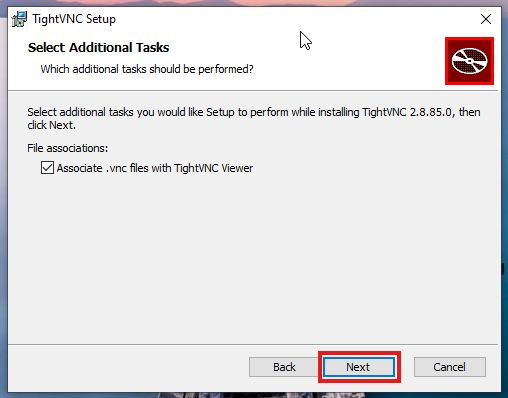 TightVNC Setup
Select Additional Tasks
Which additional tasks should be performed?
Select additional tasks you would like Setup to perform while installing TightVNC 2.8.85.0, then
click Next.
File associations:
Associate .vnc files with TightVNC Viewer
Back
Next
Cancel